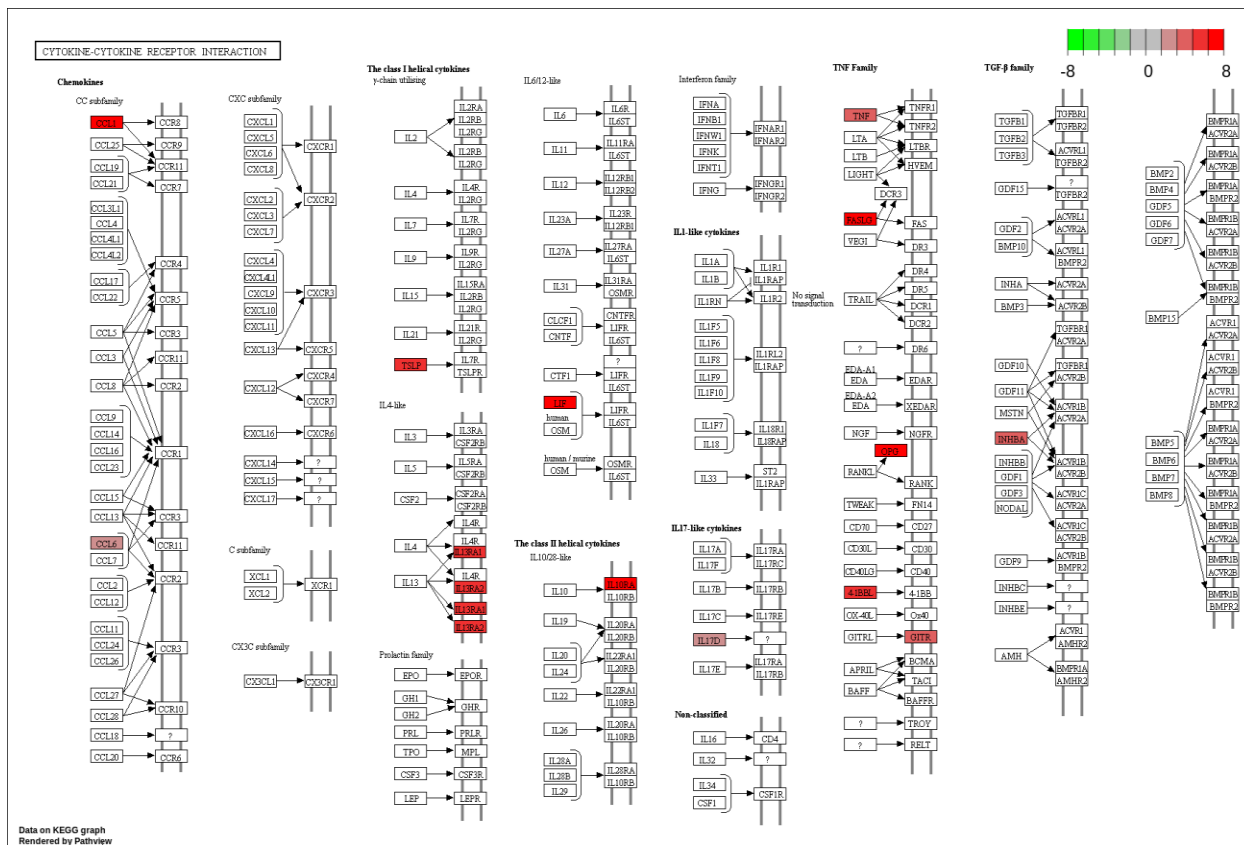 CYTOKINE-CYTOKINE RECEPTOR INTERACTION
-8
0
8
Chemokines
CC subfamily
CCL1
CCR8
CCL25
CCR9
CCR11
CCL19
CCL21
CCR7
CCL3L1
CCL4
CCL4L1
CCL4L2
CCR4
CCL17
CCL22
CCR5
CCL5
CCR3
CCL3
CCR11
CCL8
CCR2
CCL9
CCL14
CCL16
CCL23
CCR1
CCL15
CCL13
CCR3
CCL6
CCL7
CCR11
CCR2
CCL2
CCL12
CCL11
CCL24
CCL26
CCR3
CCL27
CCL28
CCR10
CCL18
?
CCL20
CCR6
CXC subfamily
CXCL1
CXCL5
CXCL6
CXCL8
CXCR1
CXCL2
CXCL3
CXCL7
CXCR2
CXCL4
CXCL4L1
CXCL9
CXCL10
CXCL11
CXCR3
CXCL13
CXCR5
CXCL12
CXCR4
CXCR7
CXCL16
CXCR6
CXCL14
?
CXCL15
?
CXCL17
?
C subfamily
XCL1
XCL2
XCR1
CX3C subfamily
CX3CL1
CX3CR1
The class I helical cytokines
γ-chain utilising
IL2
IL2RA
IL2RB
IL2RG
IL2RB
IL2RG
IL4
IL4R
IL2RG
IL7
IL7R
IL2RG
IL9
IL9R
IL2RG
IL15
IL15RA
IL2RB
IL2RG
IL21
IL21R
IL2RG
TSLP
IL7R
TSLPR
IL4-like
IL3
IL3RA
CSF2RB
IL5
IL5RA
CSF2RB
CSF2
CSF2RA
CSF2RB
IL4
IL4R
IL2RG
IL4R
IL13RA1
IL13
IL4R
IL13RA2
IL13RA1
IL13RA2
Prolactin family
EPO
EPOR
GH1
GH2
GHR
PRL
PRLR
TPO
MPL
CSF3
CSF3R
LEP
LEPR
IL6/12-like
IL6
IL6R
IL6ST
IL11
IL11RA
IL6ST
IL12
IL12RB1
IL12RB2
IL23A
IL23R
IL12RB1
IL27A
IL27RA
IL6ST
IL31
IL31RA
OSMR
CLCF1
CNTF
CNTFR
LIFR
IL6ST
CTF1
?
LIFR
IL6ST
LIF
human
OSM
LIFR
IL6ST
human / murine
OSM
OSMR
IL6ST
The class II helical cytokines
IL10/28-like
IL10
IL10RA
IL10RB
IL19
IL20RA
IL20RB
IL20
IL24
IL22RA1
IL20RB
IL22
IL22RA1
IL10RB
IL26
IL20RA
IL10RB
IL28A
IL28B
IL29
IL28RA
IL10RB
Interferon family
IFNA
IFNB1
IFNW1
IFNK
IFNT1
IFNAR1
IFNAR2
IFNG
IFNGR1
IFNGR2
IL1-like cytokines
IL1A
IL1B
IL1RN
IL1R1
IL1RAP
IL1R2
No signal
transduction
IL1F5
IL1F6
IL1F8
IL1F9
IL1F10
IL1RL2
IL1RAP
IL1F7
IL18
IL18R1
IL18RAP
IL33
ST2
IL1RAP
IL17-like cytokines
IL17A
IL17F
IL17RA
IL17RC
IL17B
IL17RB
IL17C
IL17RE
IL17D
?
IL17E
IL17RA
IL17RB
Non-classified
IL16
CD4
IL32
?
IL34
CSF1
CSF1R
TNF Family
TNF
TNFR1
LTA
TNFR2
LTB
LTBR
LIGHT
HVEM
DCR3
FASLG
FAS
VEGI
DR3
TRAIL
DR4
DR5
DCR1
DCR2
?
DR6
EDA-A1
EDA
EDAR
EDA-A2
EDA
XEDAR
NGF
NGFR
OPG
RANKL
RANK
TWEAK
FN14
CD70
CD27
CD30L
CD30
CD40LG
CD40
4-1BBL
4-1BB
OX-40L
Ox40
GITRL
GITR
APRIL
BCMA
TACI
BAFF
BAFFR
?
TROY
?
RELT
TGF-β family
TGFB1
TGFB2
TGFB3
TGFBR1
TGFBR2
ACVRL1
TGFBR2
GDF15
?
TGFBR2
GDF2
BMP10
ACVRL1
ACVR2A
ACVRL1
BMPR2
INHA
ACVR2A
BMP3
ACVR2B
TGFBR1
ACVR2A
GDF10
TGFBR1
ACVR2B
GDF11
MSTN
ACVR1B
ACVR2A
INHBA
INHBB
GDF1
GDF3
NODAL
ACVR1B
ACVR2B
ACVR1C
ACVR2A
ACVR1C
ACVR2B
GDF9
ACVR1B
BMPR2
INHBC
?
INHBE
?
AMH
ACVR1
AMHR2
BMPR1A
AMHR2
BMP2
BMP4
GDF5
GDF6
GDF7
BMPR1A
ACVR2A
BMPR1A
ACVR2B
BMPR1A
BMPR2
BMPR1B
ACVR2A
BMPR1B
ACVR2B
BMPR1B
BMPR2
BMP15
ACVR1
ACVR2A
ACVR1
ACVR2B
ACVR1
BMPR2
BMP5
BMP6
BMP7
BMP8
BMPR1A
ACVR2A
BMPR1A
ACVR2B
BMPR1A
BMPR2
BMPR1B
ACVR2A
BMPR1B
ACVR2B
BMPR1B
BMPR2
Data on KEGG graph
Rendered by Pathview